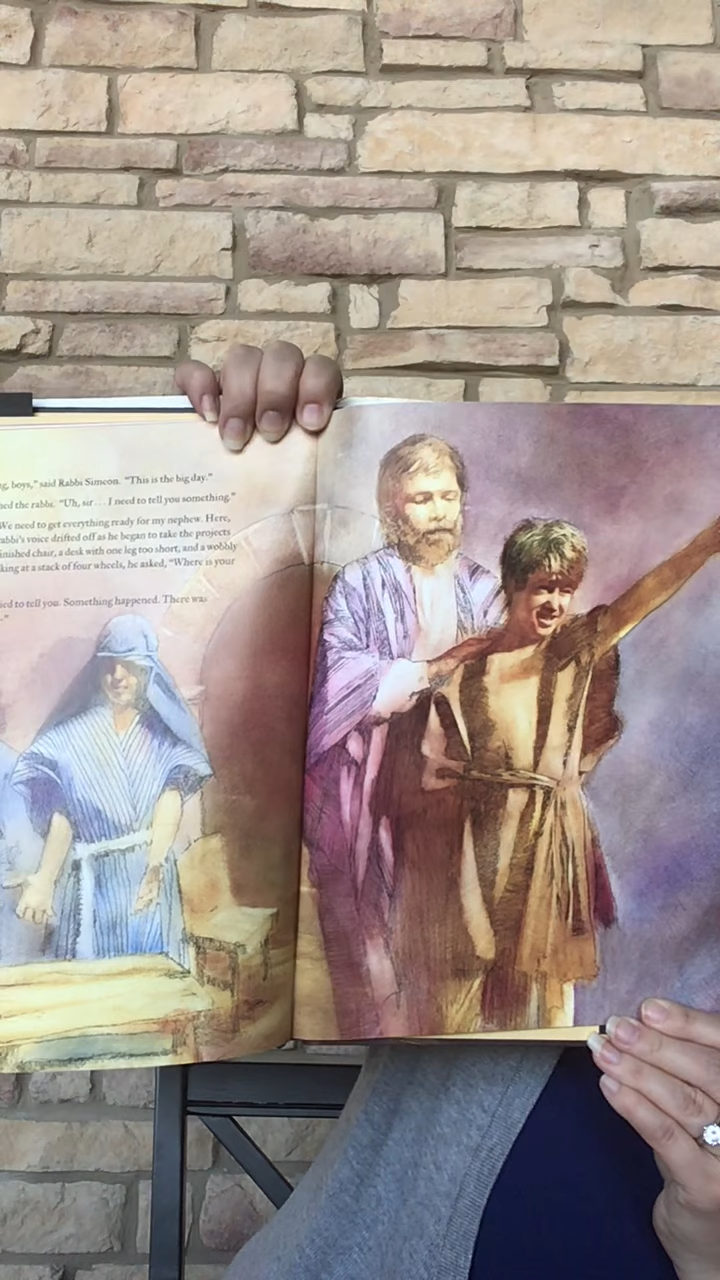 g, boys," said Rabbi Simeon. "This is the big day."
ned the rabbi. "Uh, sir . . . I need to tell you something."
We need to get everything ready for my nephew. Here,
abbi's voice drifted off as he began to take the projects
inished chair, a desk with one leg too short, and a wobbly
king at a stack of four wheels, he asked, "Where is your
ied to tell you. Something happened. There was
."